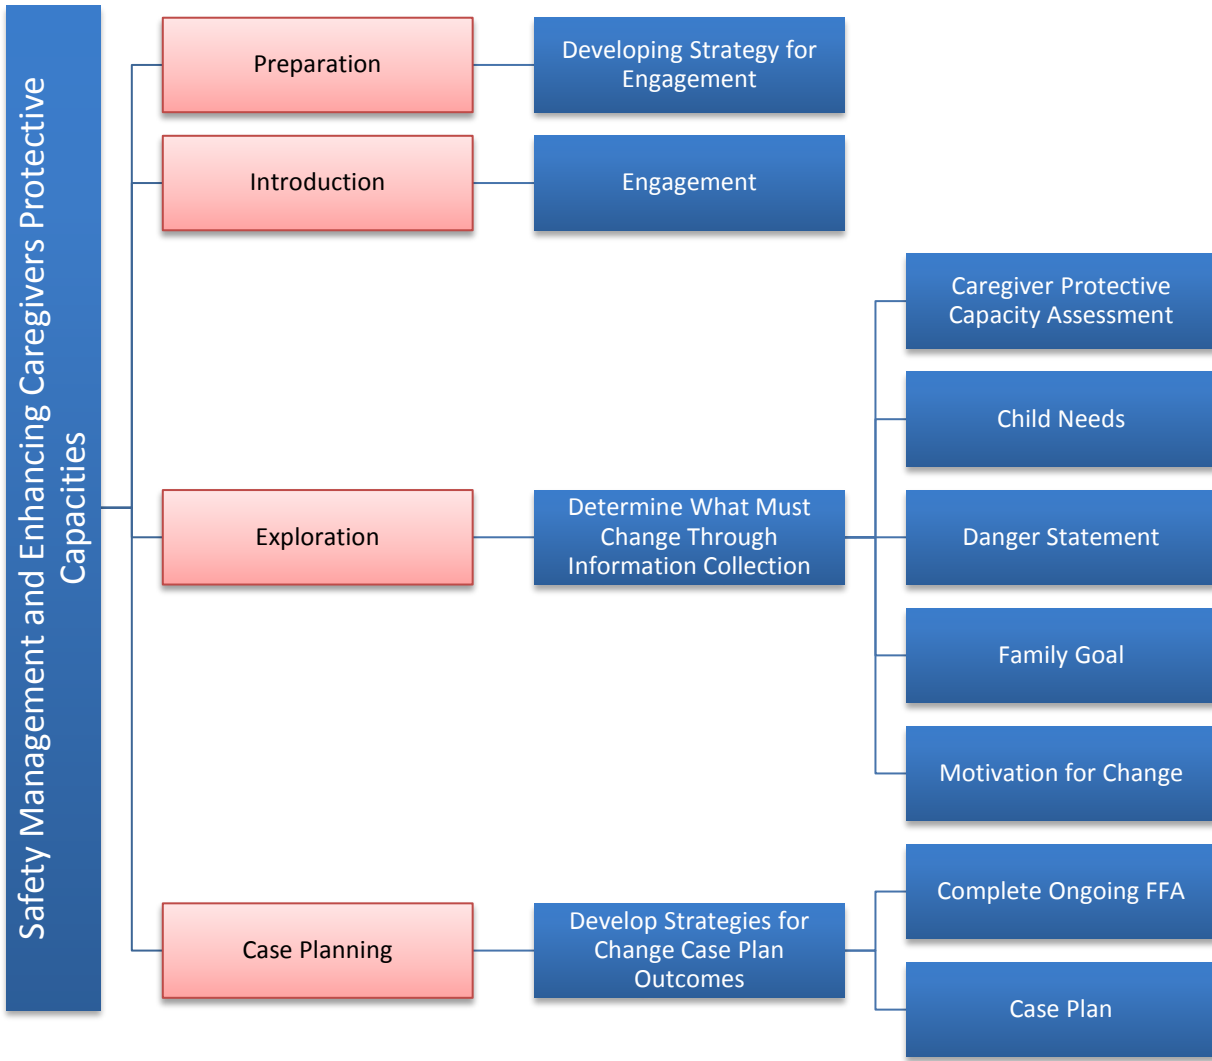 Safety Management and Enhancing Caregivers Protective
Capacities
Preparation
Developing Strategy for
Engagement
Introduction
Engagement
Exploration
Determine What Must
Change Through
Information Collection
Caregiver Protective
Capacity Assessment
Child Needs
Danger Statement
Family Goal
Motivation for Change
Case Planning
Develop Strategies for
Change Case Plan
Outcomes
Complete Ongoing FFA
Case Plan